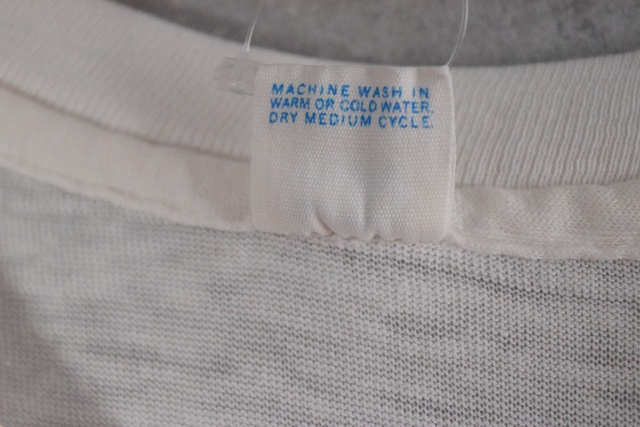 MACHINE WASH IN
WARM OR COLD WATER.
DRY MEDIUM CYCLE.